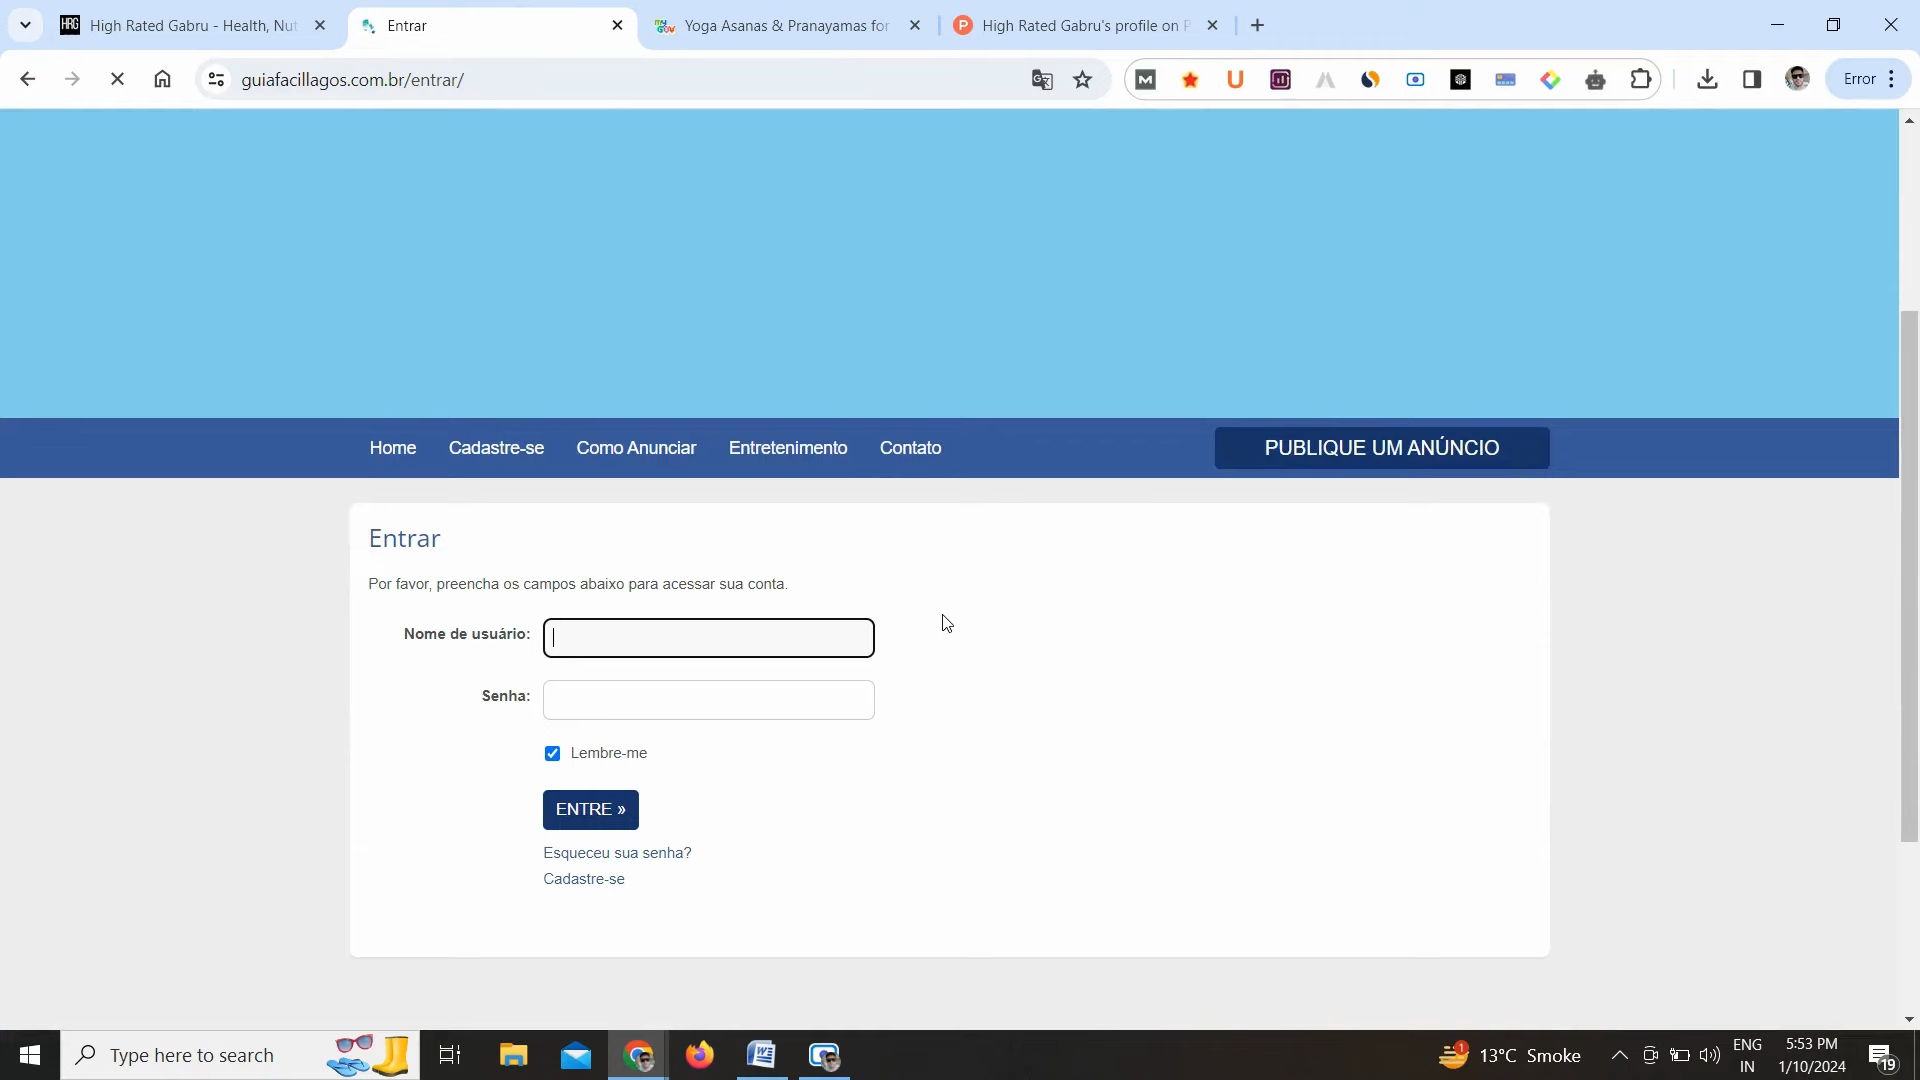 High Rated Gabru - Health, Nut
Entrar
Yoga Asanas & Pranayamas for
High Rated Gabru's profile on P
guiafacillagos.com.br/entrar/
Error
Home
Cadastre-se
Como Anunciar
Entretenimento
Contato
PUBLIQUE UM ANÚNCIO
Entrar
Por favor, preencha os campos abaixo para acessar sua conta.
Nome de usuário:
Senha:
Lembre-me
ENTRE »
Esqueceu sua senha?
Cadastre-se
Type here to search
13°C Smoke
ENG
IN
5:53 PM
1/10/2024
19